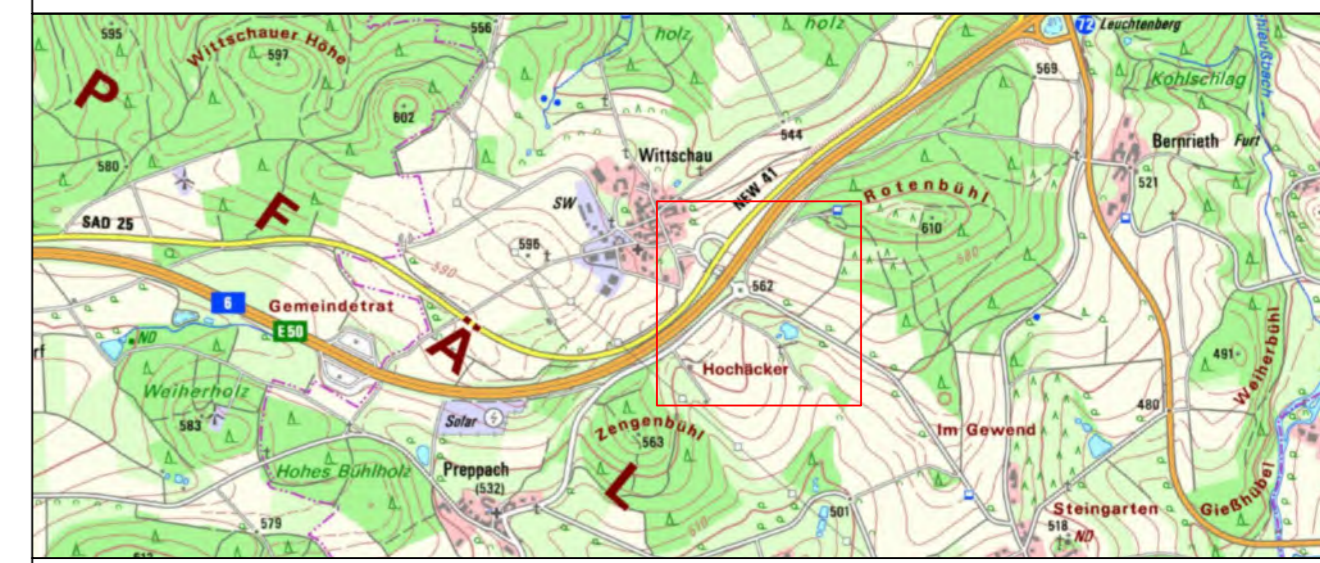 595
Wittschauer Höhe
597
556
holz
holz
72 Leuchtenberg
569
Kohlschlag
P
602
544
580
Wittschau
Bernrieth
Furt
521
NEW 41
Rotenbühl
SAD 25
F
SW
596
610
580
590
562
6
Gemeindetrat
E 50
ND
Ä
Hochäcker
491
Weiherbühl
Weiherholz
583
Solar
Zengenbühl
563
480
Im Gewend
Hohes Bühlholz
Preppach
(532)
L
501
Steingarten
Gießhübel
579
518
ND
610